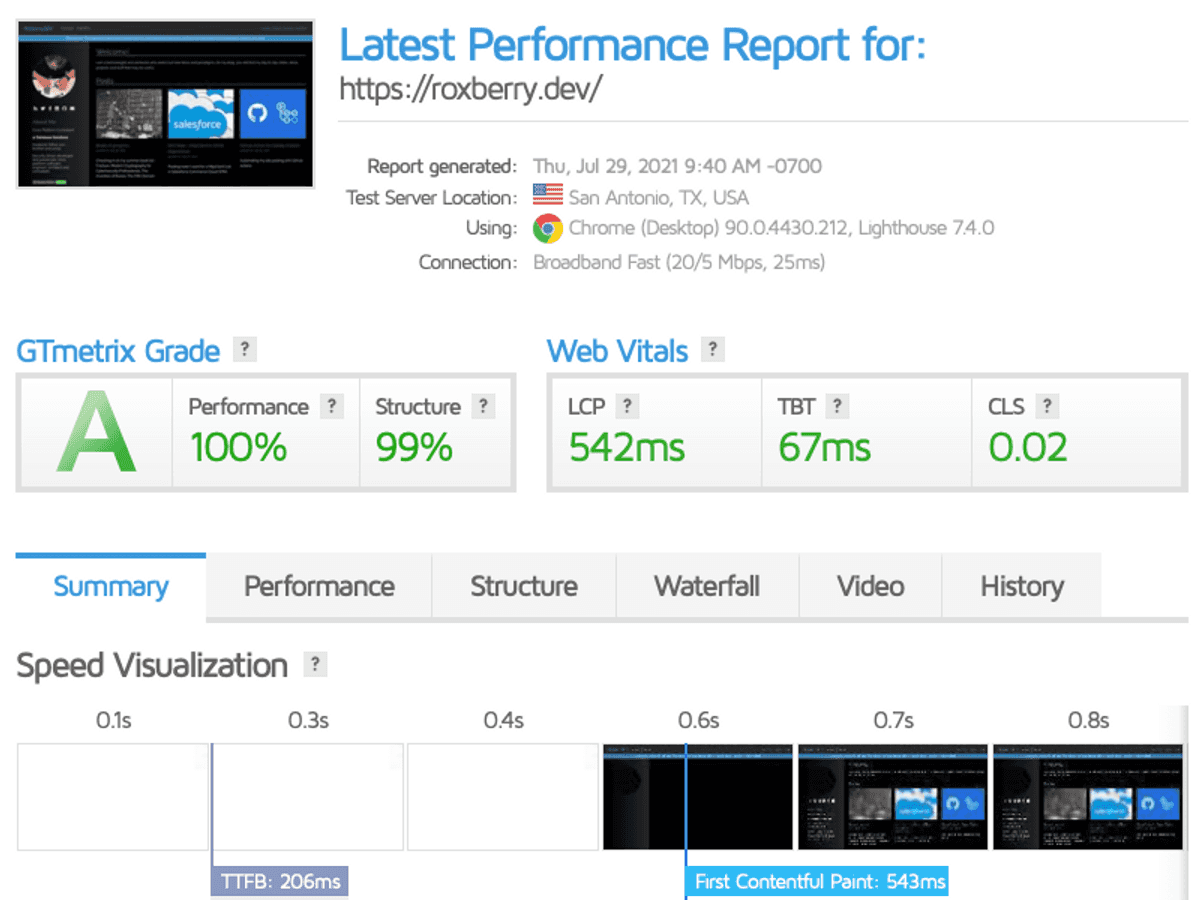 Latest Performance Report for:
https://roxberry.dev/
Report generated: Thu, Jul 29, 2021 9:40 AM -0700
Test Server Location: San Antonio, TX, USA
Using: Chrome (Desktop) 90.0.4430.212, Lighthouse 7.4.0
Connection: Broadband Fast (20/5 Mbps, 25ms)
GTmetrix Grade ?
Web Vitals ?
A
Performance ?
100%
Structure ?
99%
LCP ?
542ms
TBT ?
67ms
CLS ?
0.02
Summary Performance Structure Waterfall Video History
Speed Visualization ?
0.1s 0.3s 0.4s 0.6s 0.7s 0.8s
salesforce
TTFB: 206ms
First Contentful Paint: 543ms